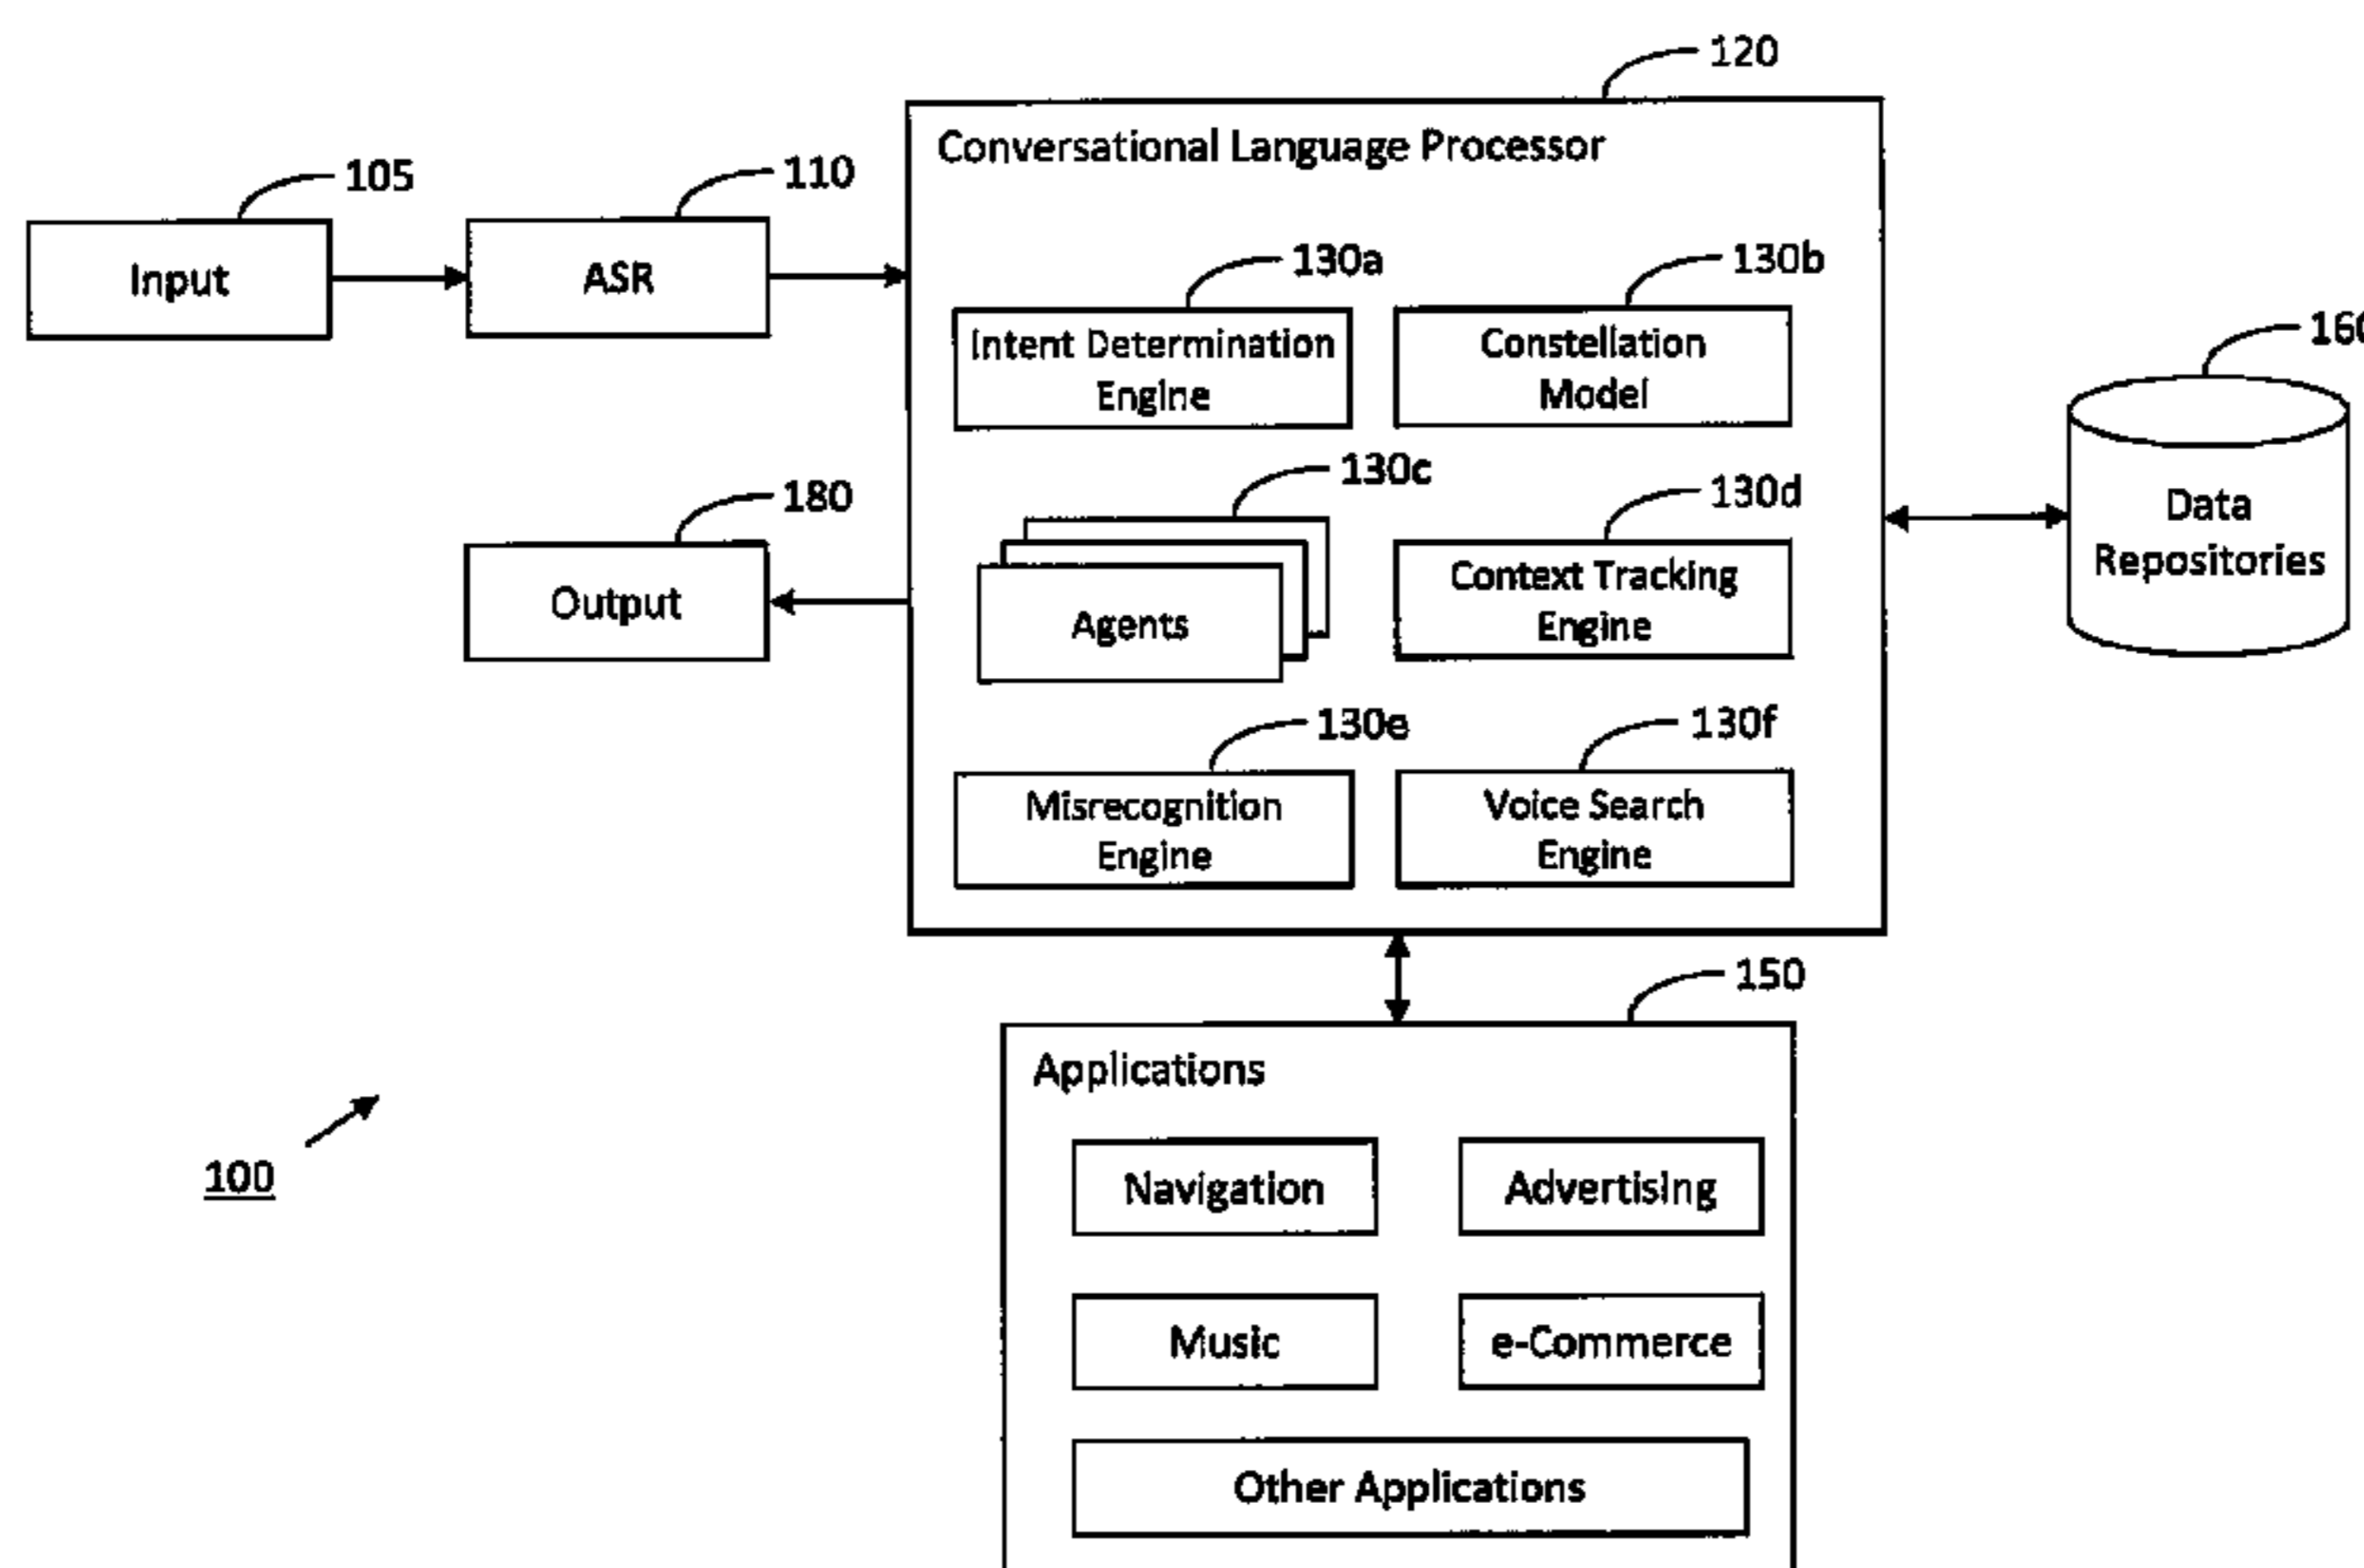 120
Conversational Language Processor
105
110
Input
ASR
130a
130b
Intent Determination
Engine
Constellation
Model
160
130c
130d
180
Data
Repositories
Output
Agents
Context Tracking
Engine
130e
130f
Misrecognition
Engine
Voice Search
Engine
150
Applications
100
Navigation
Advertising
Music
e-Commerce
Other Applications